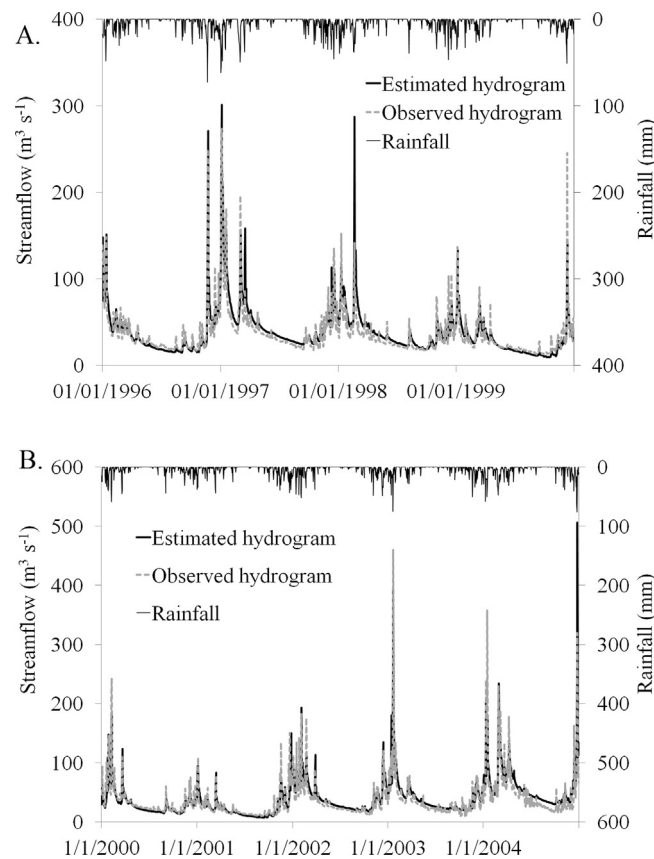 A.
400
300
200
100
0
Streamflow (m³ s⁻¹)
0
100
200
300
400
Rainfall (mm)
Estimated hydrogram
Observed hydrogram
Rainfall
01/01/1996 01/01/1997 01/01/1998 01/01/1999
B.
600
500
400
300
200
100
0
Streamflow (m³ s⁻¹)
0
100
200
300
400
500
600
Rainfall (mm)
Estimated hydrogram
Observed hydrogram
Rainfall
1/1/2000 1/1/2001 1/1/2002 1/1/2003 1/1/2004